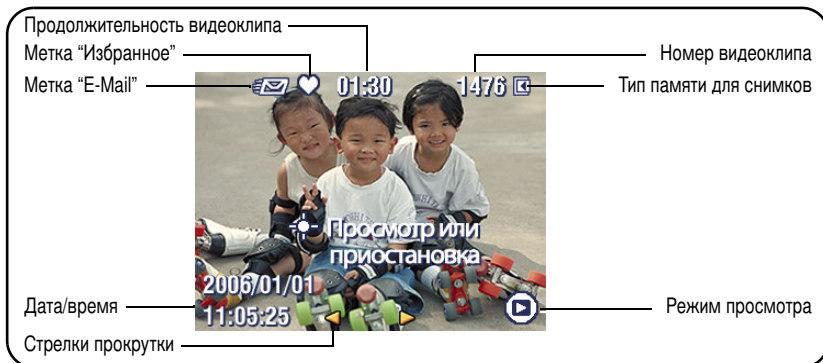 Продолжительность видеоклипа
Метка “Избранное”
Номер видеоклипа
Метка “E-Mail”
01:30
1476
Тип памяти для снимков
Просмотр или
приостановка
2006/01/01
Дата/время
11:05:25
Режим просмотра
Стрелки прокрутки